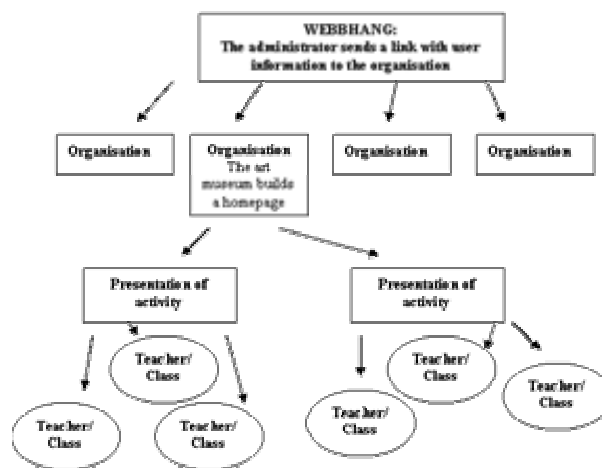 WEBBHANG:
The administrator sends a link with user
information to the organisation
Organisation
Organisation
The art
museum builds
a homepage
Organisation
Organisation
Presentation of
activity
Presentation of
activity
Teacher/
Class
Teacher/
Class
Teacher/
Class
Teacher/
Class
Teacher/
Class
Teacher/
Class